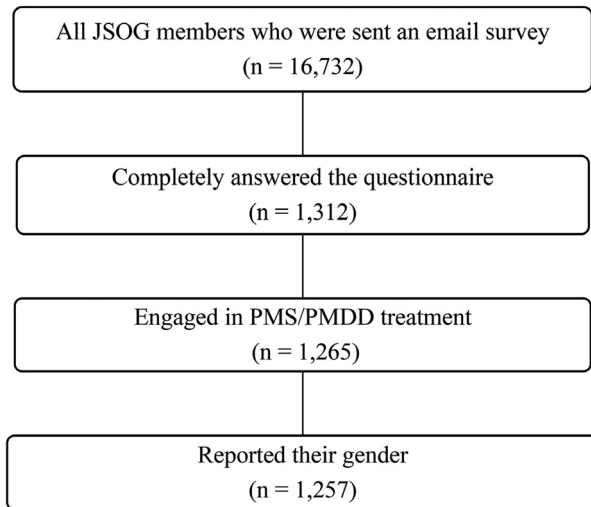 All JSOG members who were sent an email survey
(n = 16,732)
Completely answered the questionnaire
(n = 1,312)
Engaged in PMS/PMDD treatment
(n = 1,265)
Reported their gender
(n = 1,257)